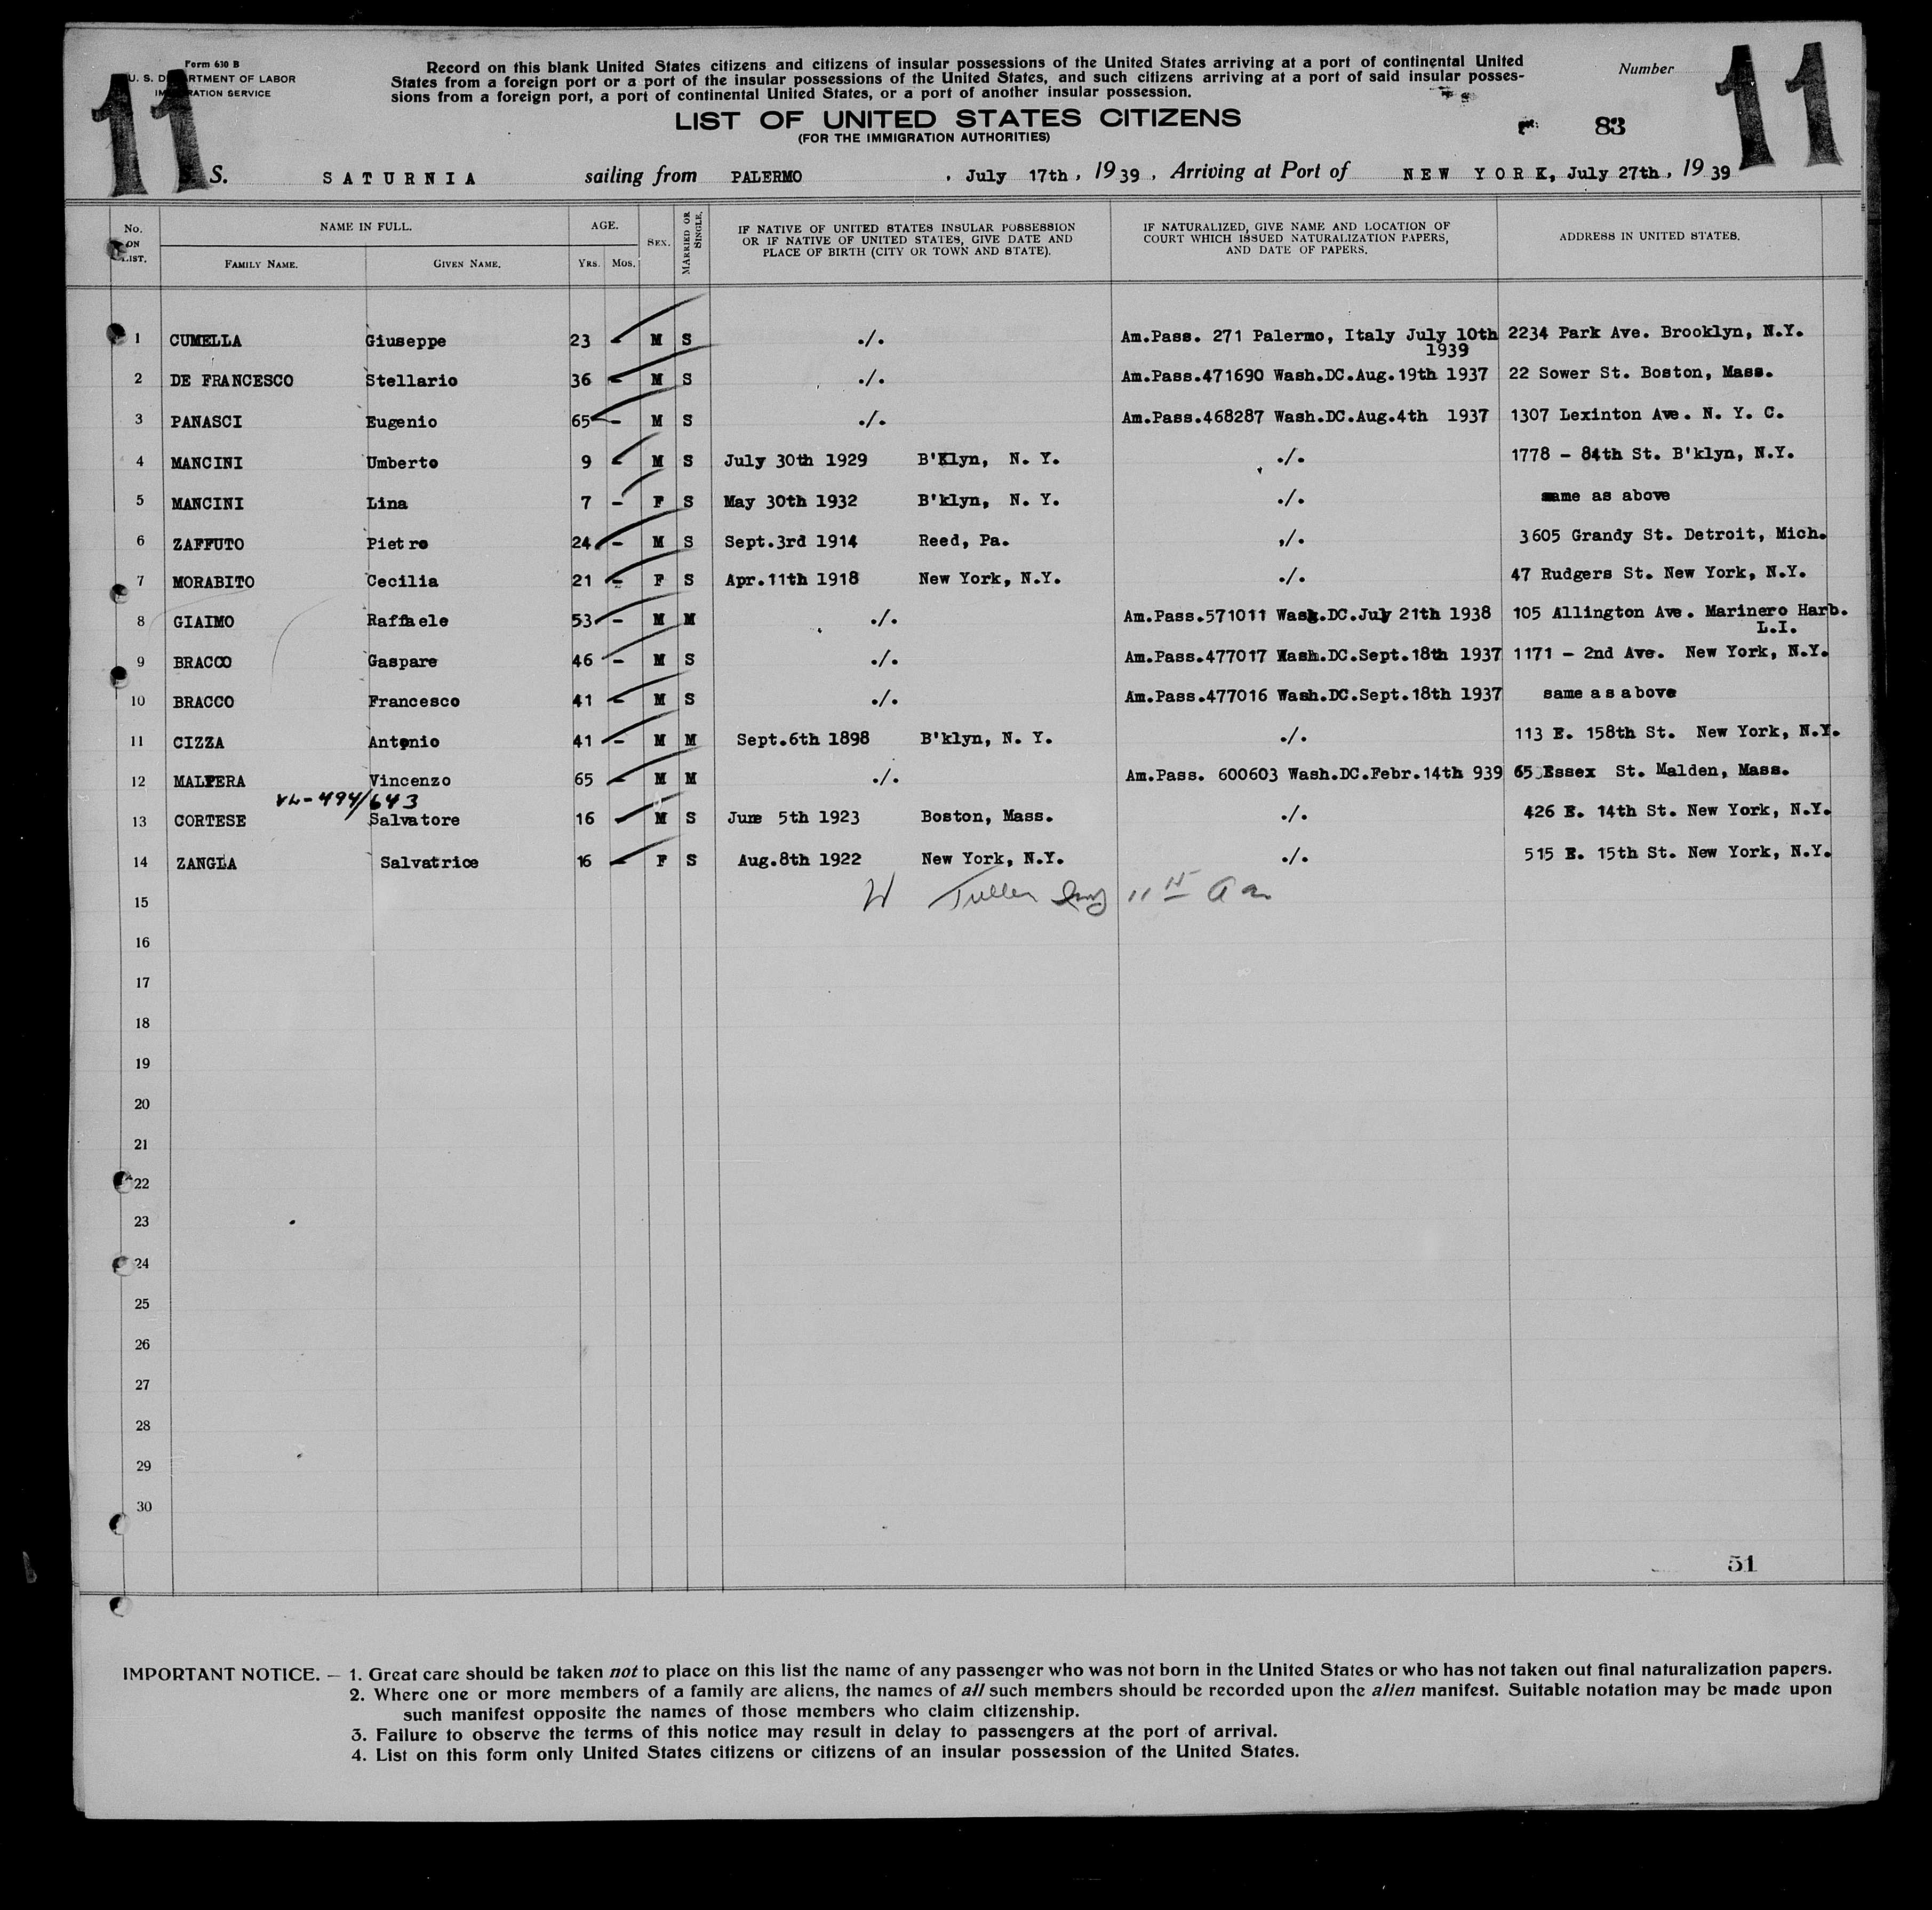 Form 630 B
U. S. DEPARTMENT OF LABOR
IMMIGRATION SERVICE
11
11
Number
Record on this blank United States citizens and citizens of insular possessions of the United States arriving at a port of continental United
States from a foreign port or a port of the insular possessions of the United States, and such citizens arriving at a port of said insular posses-
sions from a foreign port, a port of continental United States, or a port of another insular possession.
LIST OF UNITED STATES CITIZENS
(FOR THE IMMIGRATION AUTHORITIES)
83
S. SATURNIA sailing from PALERMO , July 17th, 1939, Arriving at Port of NEW YORK, July 27th, 1939
No. ON LIST. NAME IN FULL. AGE. SEX. MARRIED OR SINGLE. IF NATIVE OF UNITED STATES INSULAR POSSESSION OR IF NATIVE OF UNITED STATES, GIVE DATE AND PLACE OF BIRTH (CITY OR TOWN AND STATE). IF NATURALIZED, GIVE NAME AND LOCATION OF COURT WHICH ISSUED NATURALIZATION PAPERS, AND DATE OF PAPERS. ADDRESS IN UNITED STATES.
FAMILY NAME. GIVEN NAME. YRS. MOS.
1 CUMELLA Giuseppe 23 - M S ./. Am.Pass. 271 Palermo, Italy July 10th 2234 Park Ave. Brooklyn, N.Y.
1939
2 DE FRANCESCO Stellario 36 - M S ./. Am.Pass.471690 Wash.DC.Aug.19th 1937 22 Sower St. Boston, Mass.
3 PANASCI Eugenio 65 - M S ./. Am.Pass.468287 Wash.DC.Aug.4th 1937 1307 Lexinton Ave. N. Y. C.
4 MANCINI Umberto 9 - M S July 30th 1929 B'Klyn, N. Y. ./. 1778 - 84th St. B'klyn, N.Y.
5 MANCINI Lina 7 - F S May 30th 1932 B'klyn, N. Y. ./. same as above
6 ZAFFUTO Pietro 24 - M S Sept.3rd 1914 Reed, Pa. ,/. 3605 Grandy St. Detroit, Mich.
7 MORABITO Cecilia 21 - F S Apr.11th 1918 New York, N.Y. ./. 47 Rudgers St. New York, N.Y.
8 GIAIMO Raffaele 53 - M M ./. Am.Pass.571011 Wash.DC.July 21th 1938 105 Allington Ave. Marinero Harb.
L.I.
9 BRACCO Gaspare 46 - M S ./. Am.Pass.477017 Wash.DC.Sept.18th 1937 1171 - 2nd Ave. New York, N.Y.
10 BRACCO Francesco 41 - M S ./. Am.Pass.477016 Wash.DC.Sept.18th 1937 same as above
11 CIZZA Antonio 41 - M M Sept.6th 1898 B'klyn, N. Y. ./. 113 E. 158th St. New York, N.Y.
12 MALFERA Vincenzo 65 - M M ./. Am.Pass. 600603 Wash.DC.Febr.14th 939 65 Essex St. Malden, Mass.
494/643
13 CORTESE Salvatore 16 - M S June 5th 1923 Boston, Mass. ./. 426 E. 14th St. New York, N.Y.
14 ZANGLA Salvatrice 16 - F S Aug.8th 1922 New York, N.Y. ./. 515 E. 15th St. New York, N.Y.
15
16
17
18
19
20
21
22
23
24
25
26
27
28
29
30
51
IMPORTANT NOTICE. — 1. Great care should be taken not to place on this list the name of any passenger who was not born in the United States or who has not taken out final naturalization papers.
2. Where one or more members of a family are aliens, the names of all such members should be recorded upon the alien manifest. Suitable notation may be made upon
such manifest opposite the names of those members who claim citizenship.
3. Failure to observe the terms of this notice may result in delay to passengers at the port of arrival.
4. List on this form only United States citizens or citizens of an insular possession of the United States.